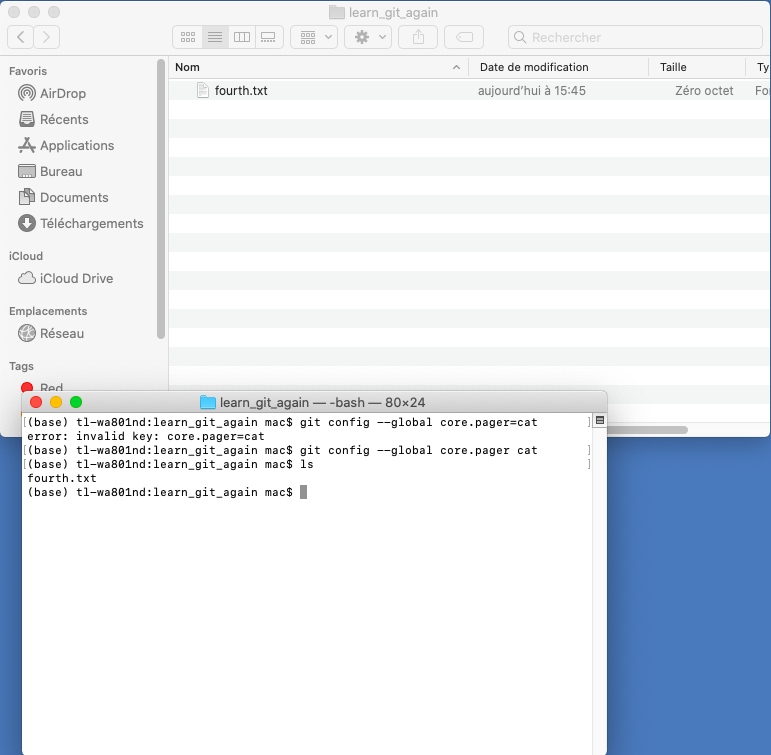 learn_git_again
Rechercher
Favoris
AirDrop
Récents
Applications
Bureau
Documents
Téléchargements
iCloud
iCloud Drive
Emplacements
Réseau
Tags
Red
Nom Date de modification Taille Ty
fourth.txt aujourd’hui à 15:45 Zéro octet For
learn_git_again — -bash — 80×24
[(base) tl-wa801nd:learn_git_again mac$ git config --global core.pager=cat ]
error: invalid key: core.pager=cat
[(base) tl-wa801nd:learn_git_again mac$ git config --global core.pager cat ]
[(base) tl-wa801nd:learn_git_again mac$ ls ]
fourth.txt
(base) tl-wa801nd:learn_git_again mac$